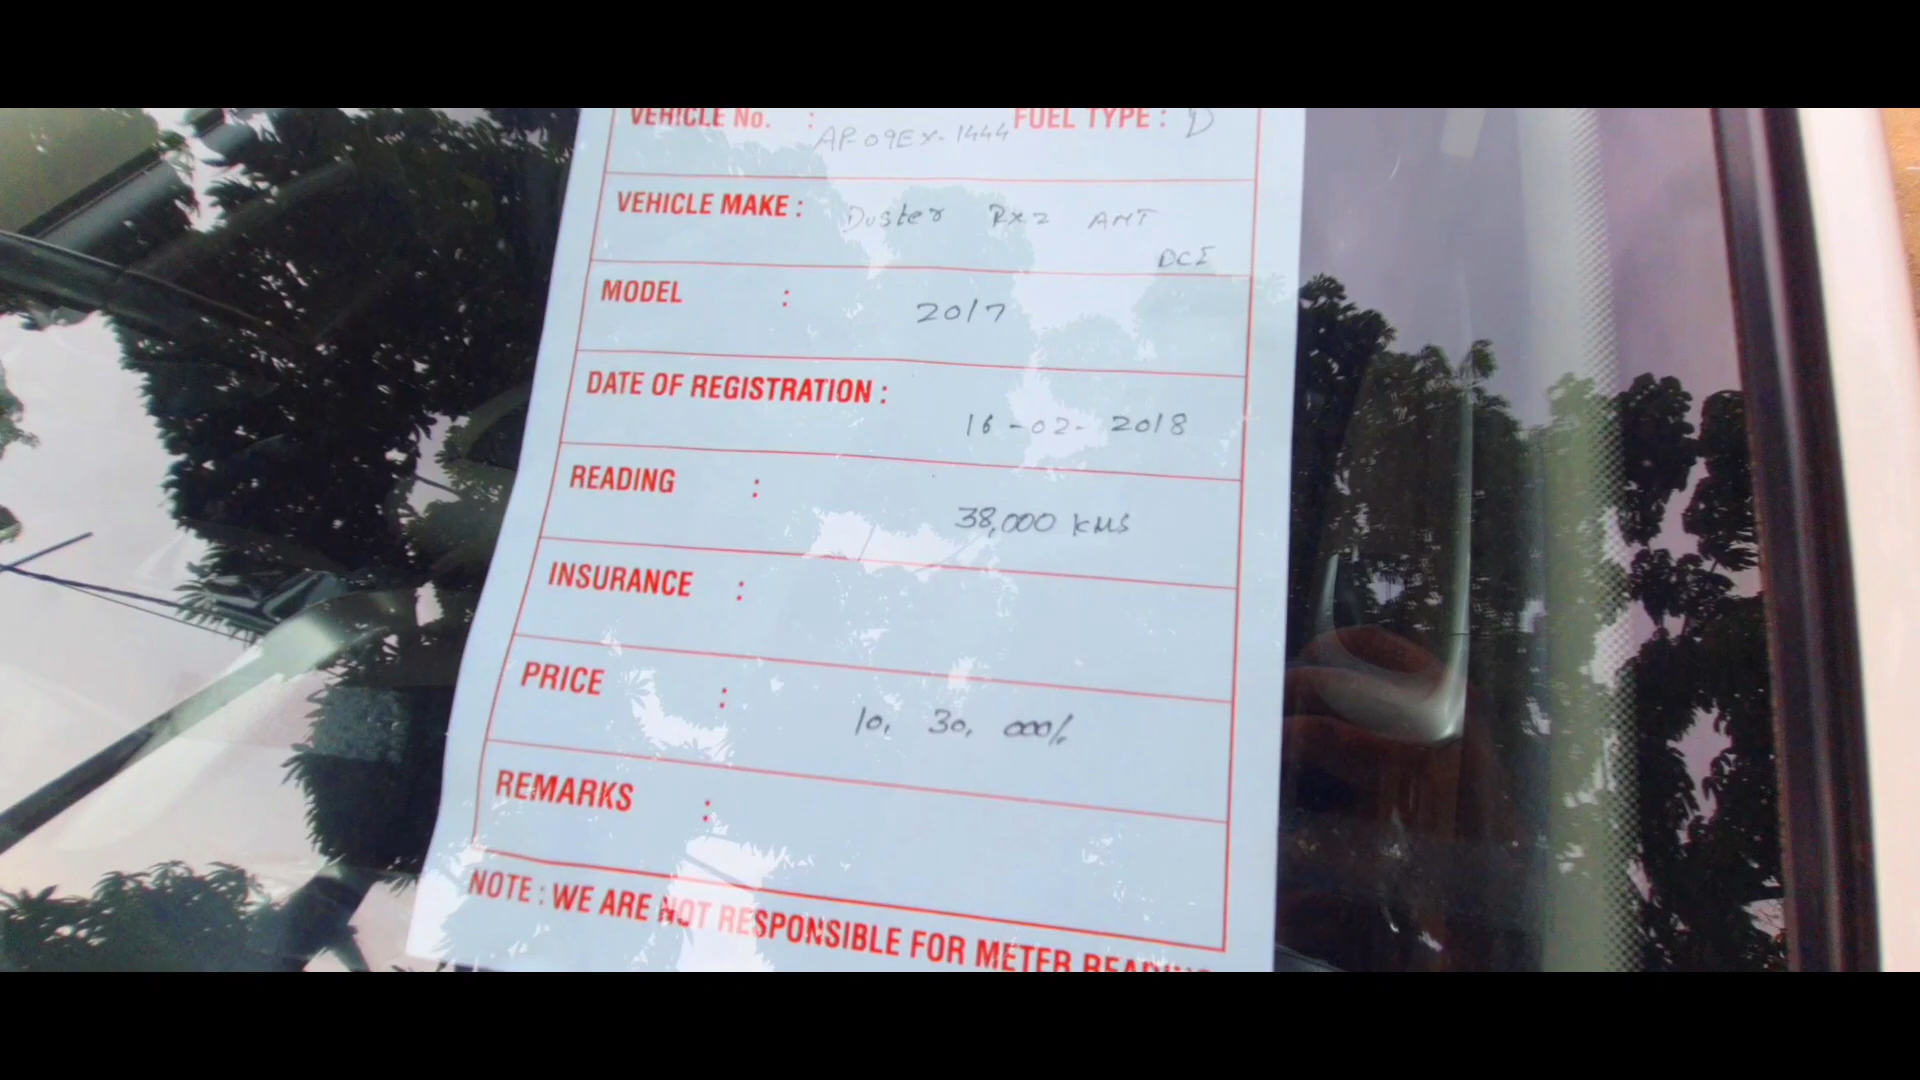 VEHICLE No. : AP09EX-1444 FUEL TYPE : D
VEHICLE MAKE : Duster Rxz AMT
DCI
MODEL : 2017
DATE OF REGISTRATION :
16-02-2018
READING : 38,000 KMS
INSURANCE :
PRICE : 10, 30, 000/.
REMARKS :
NOTE : WE ARE NOT RESPONSIBLE FOR METER READING